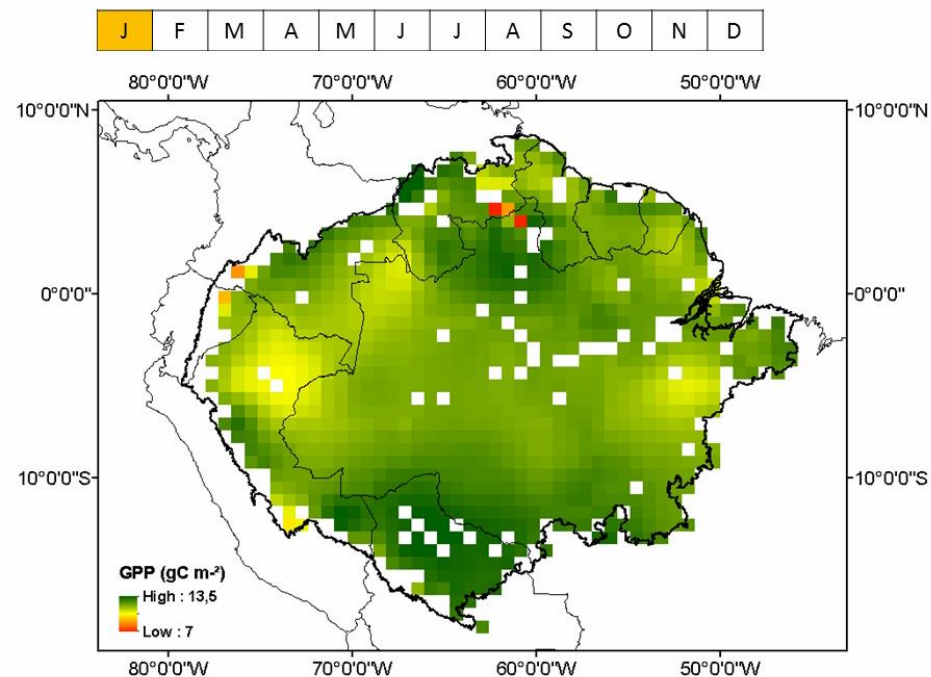 J F M A M J J A S O N D
80°0'0"W 70°0'0"W 60°0'0"W 50°0'0"W
10°0'0"N 10°0'0"N
0°0'0" 0°0'0"
10°0'0"S 10°0'0"S
GPP (gC m-²)
High : 13,5
Low : 7
80°0'0"W 70°0'0"W 60°0'0"W 50°0'0"W